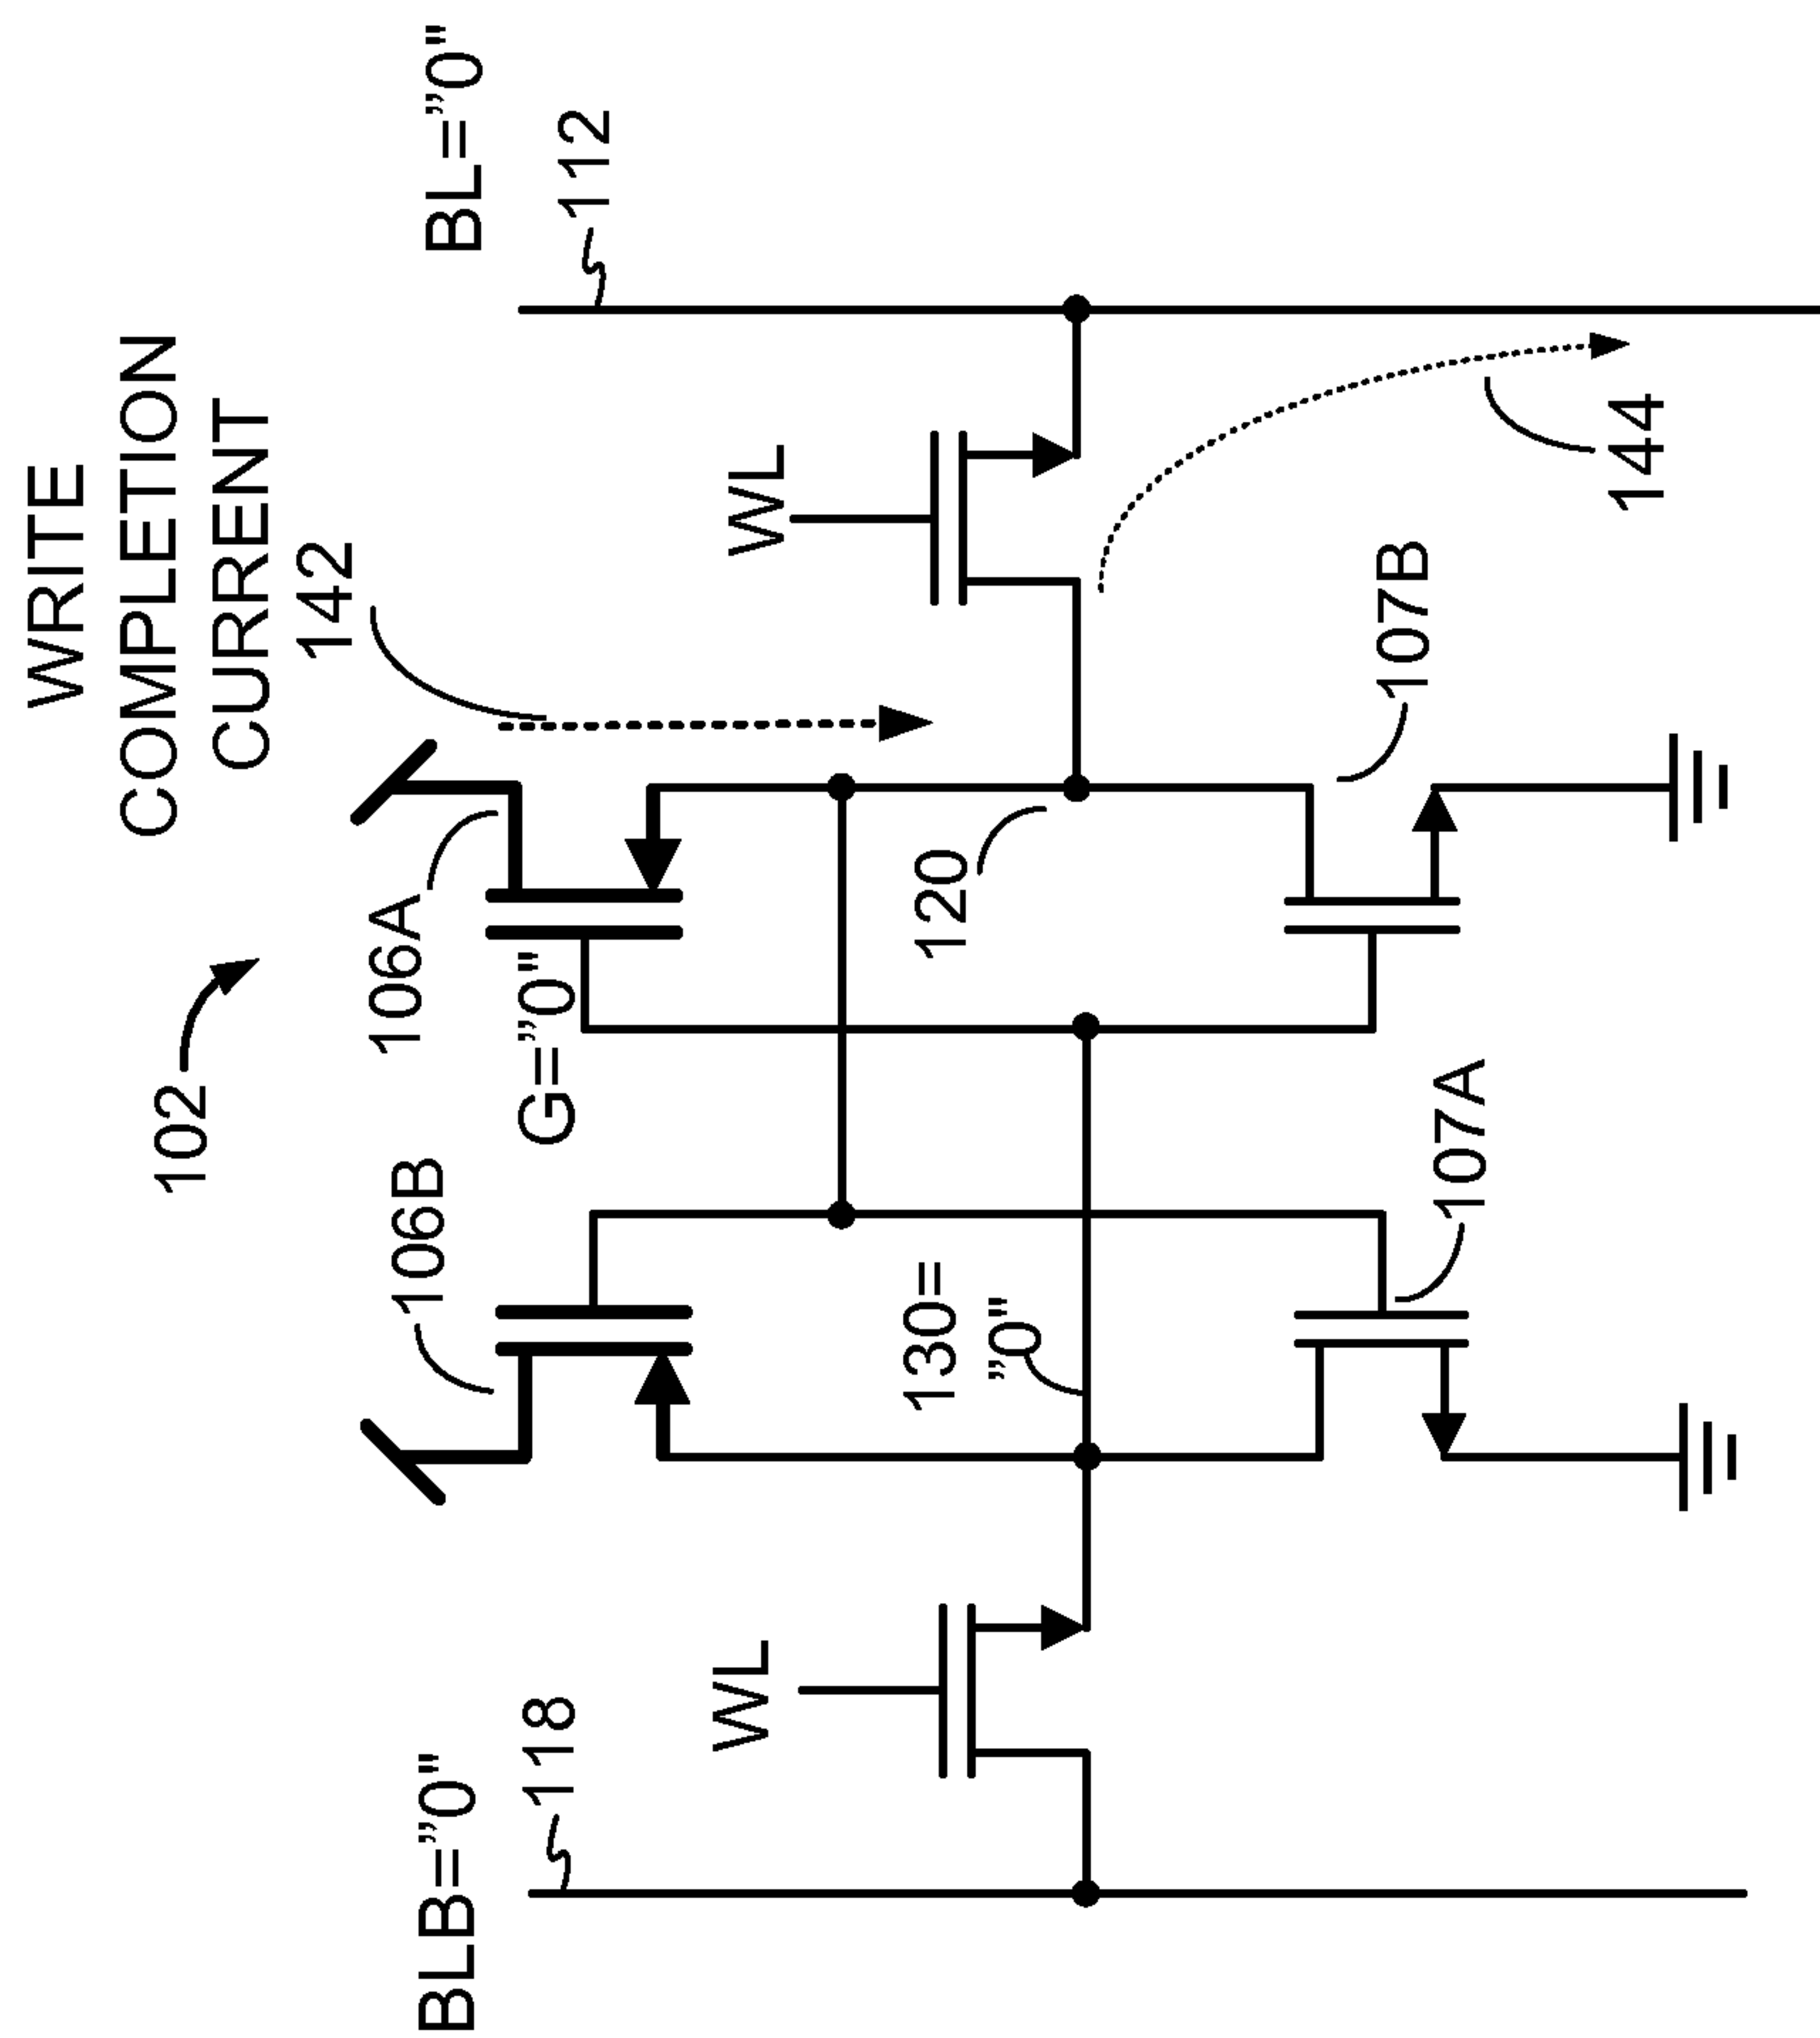 WRITE
COMPLETION
CURRENT
142
102
106A
106B
BLB=”0"
BL=”0"
118
G=”0"
112
WL
WL
130=
”0"
120
107B
107A
144